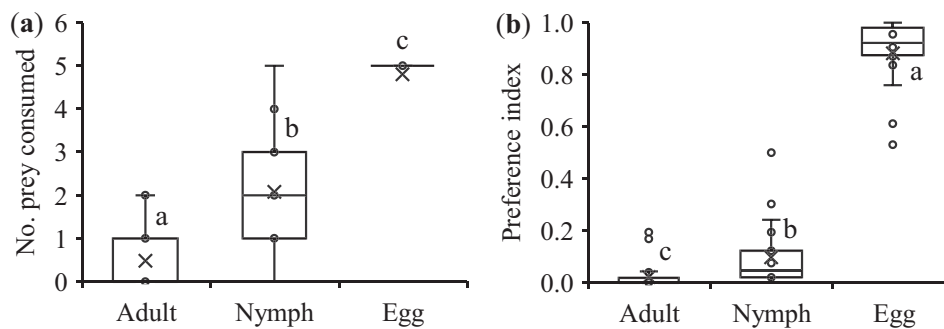 (a)
No. prey consumed
6
5
4
3
2
1
0
a
b
c
Adult Nymph Egg
(b)
Preference index
1.0
0.8
0.6
0.4
0.2
0.0
c
b
a
Adult Nymph Egg